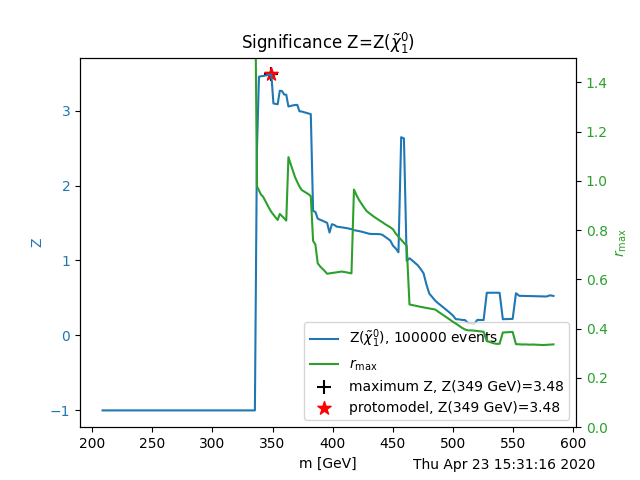 Significance Z=Z(χ̃₁⁰)
3
2
1
0
−1
Z
1.4
1.2
1.0
0.8
0.6
0.4
0.2
0.0
r_max
Z(χ̃₁⁰), 100000 events
r_max
maximum Z, Z(349 GeV)=3.48
protomodel, Z(349 GeV)=3.48
200 250 300 350 400 450 500 550 600
m [GeV]
Thu Apr 23 15:31:16 2020